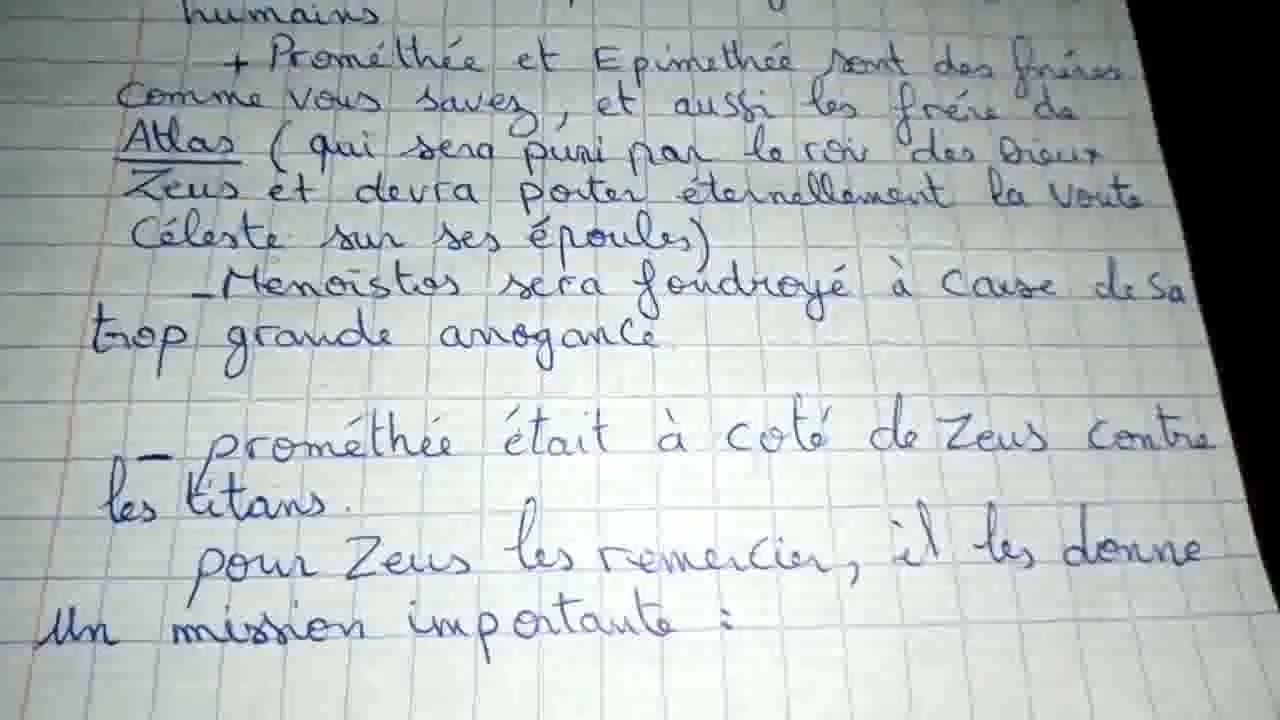 humains
+ Prométhée et Epimethée sont des frères
comme vous savez, et aussi les frére de
Atlas ( qui sera puni par le roi des Dieux
Zeus et devra porter éternellement la voute
Céleste sur ses époules)
- Menoistos sera foudroyé à cause de sa
trop grande arrogance
- prométhée était à coté de Zeus contre
les titans.
pour Zeus les remercier, il les donne
un mission importante :